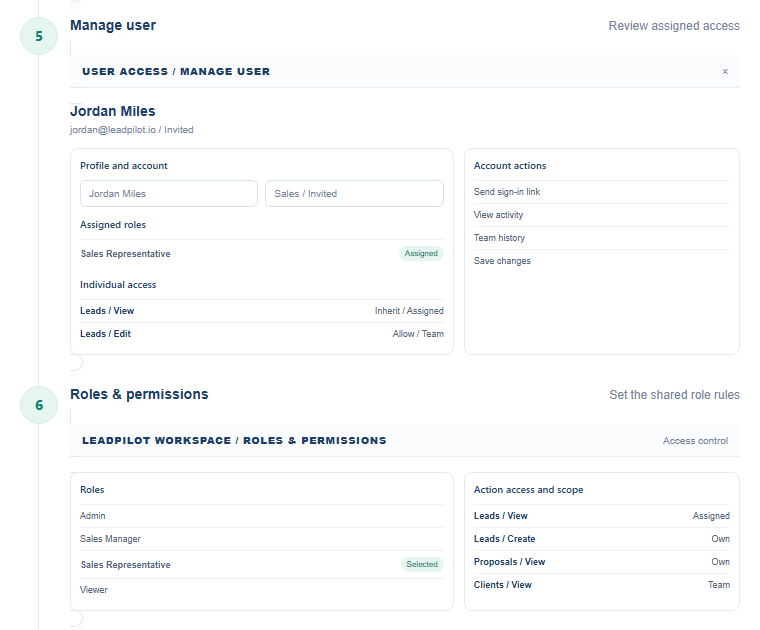 5
Manage user
Review assigned access
USER ACCESS / MANAGE USER
×
Jordan Miles
jordan@leadpilot.io / Invited
Profile and account
Jordan Miles
Sales / Invited
Assigned roles
Sales Representative
Assigned
Individual access
Leads / View
Inherit / Assigned
Leads / Edit
Allow / Team
Account actions
Send sign-in link
View activity
Team history
Save changes
6
Roles & permissions
Set the shared role rules
LEADPILOT WORKSPACE / ROLES & PERMISSIONS
Access control
Roles
Admin
Sales Manager
Sales Representative
Selected
Viewer
Action access and scope
Leads / View
Assigned
Leads / Create
Own
Proposals / View
Own
Clients / View
Team